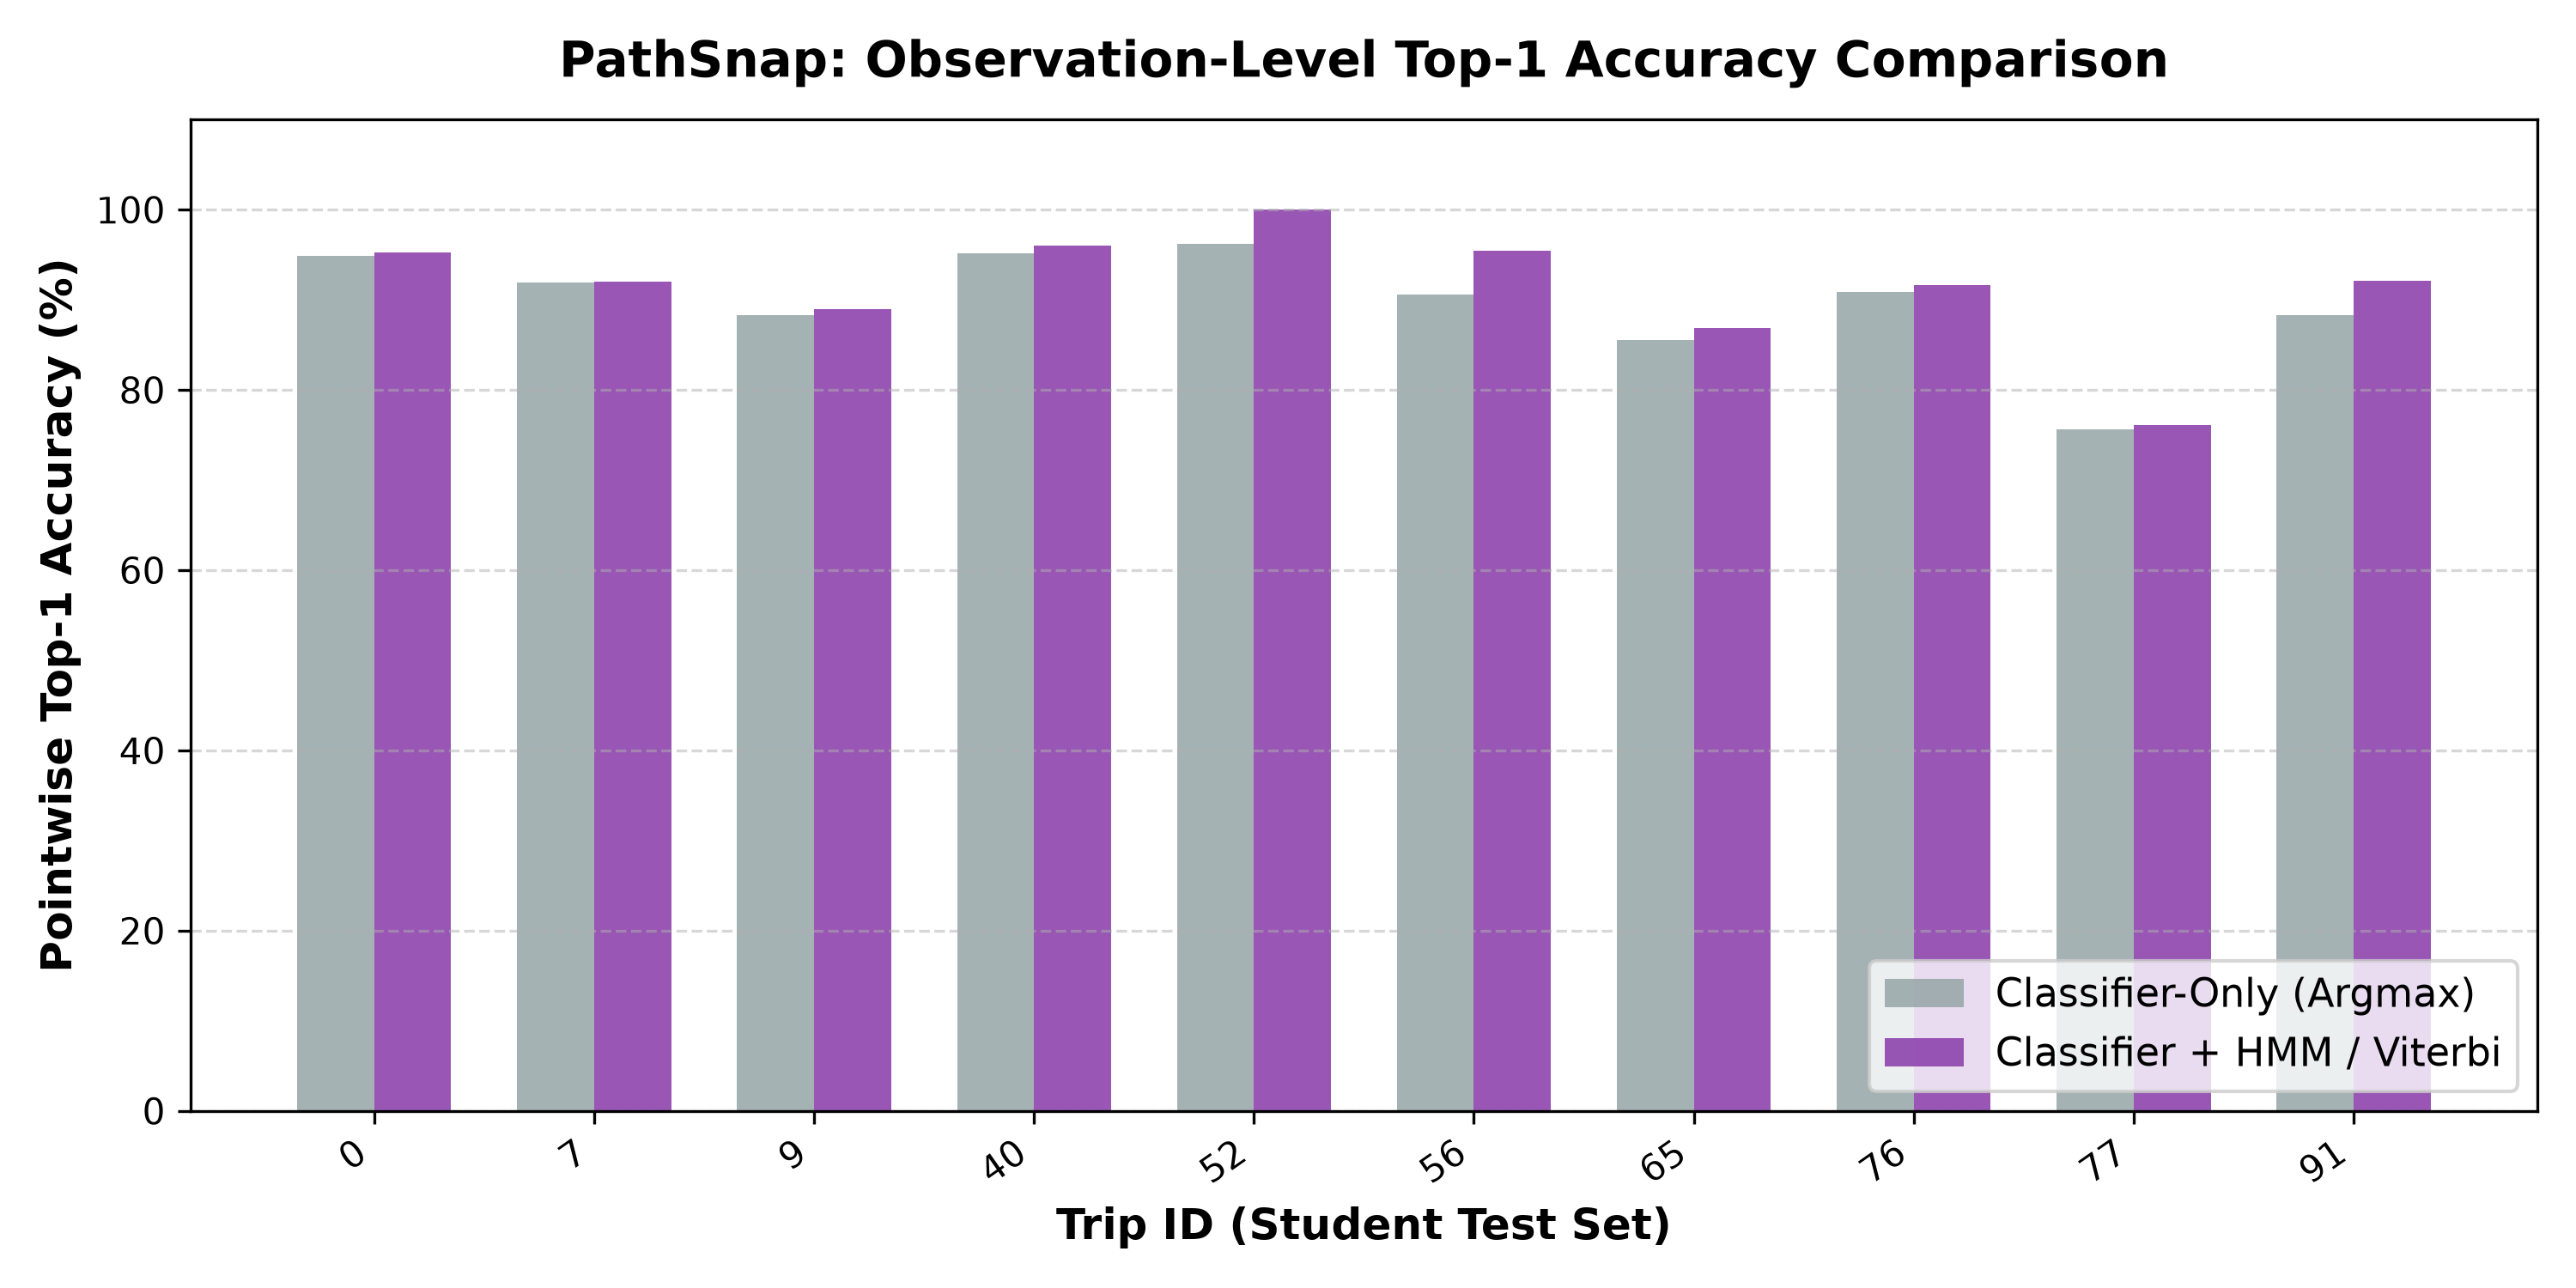 PathSnap: Observation-Level Top-1 Accuracy Comparison
Pointwise Top-1 Accuracy (%)
100
80
60
40
20
0
Classifier-Only (Argmax)
Classifier + HMM / Viterbi
0 7 9 40 52 56 65 76 77 91
Trip ID (Student Test Set)